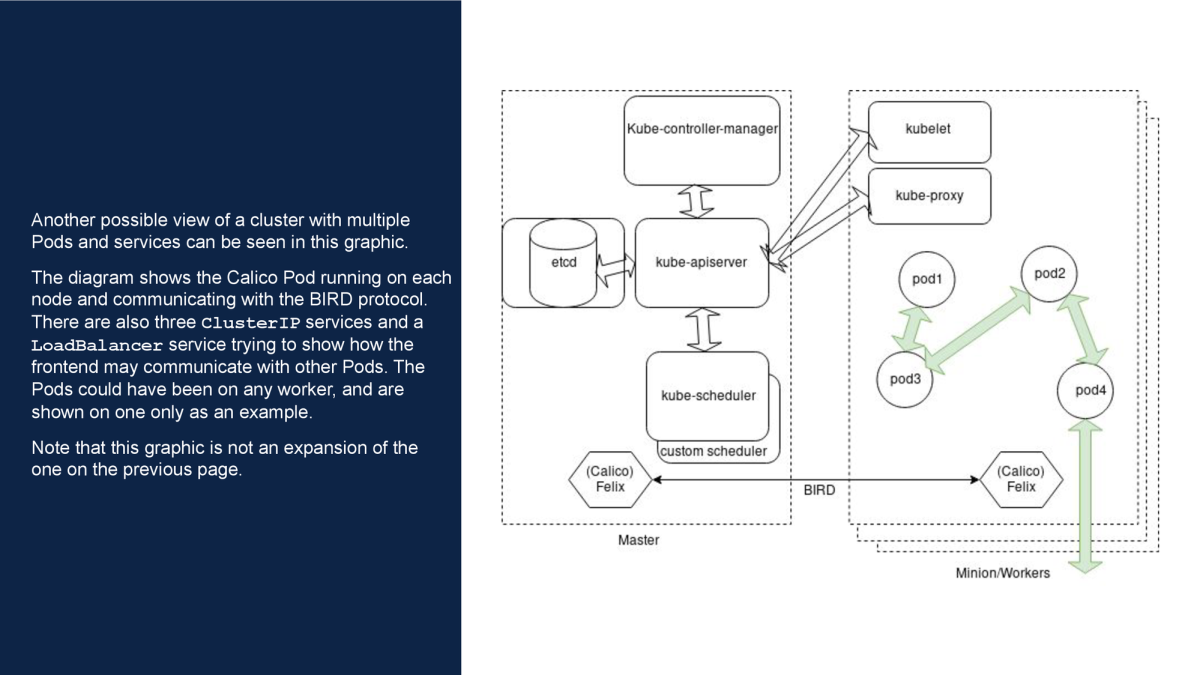 Another possible view of a cluster with multiple
Pods and services can be seen in this graphic.
The diagram shows the Calico Pod running on each
node and communicating with the BIRD protocol.
There are also three ClusterIP services and a
LoadBalancer service trying to show how the
frontend may communicate with other Pods. The
Pods could have been on any worker, and are
shown on one only as an example.
Note that this graphic is not an expansion of the
one on the previous page.
Kube-controller-manager
etcd
kube-apiserver
kube-scheduler
custom scheduler
(Calico)
Felix
Master
BIRD
kubelet
kube-proxy
pod1
pod2
pod3
pod4
(Calico)
Felix
Minion/Workers